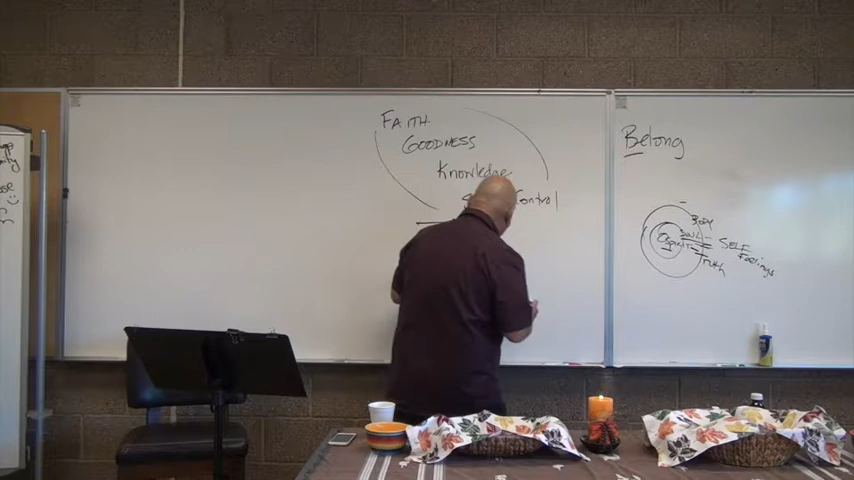 FAITH
GOODNESS
Knowledge
Control
Belong
BODY
SOUL
SPIRIT
SELF
Feelings
Truth